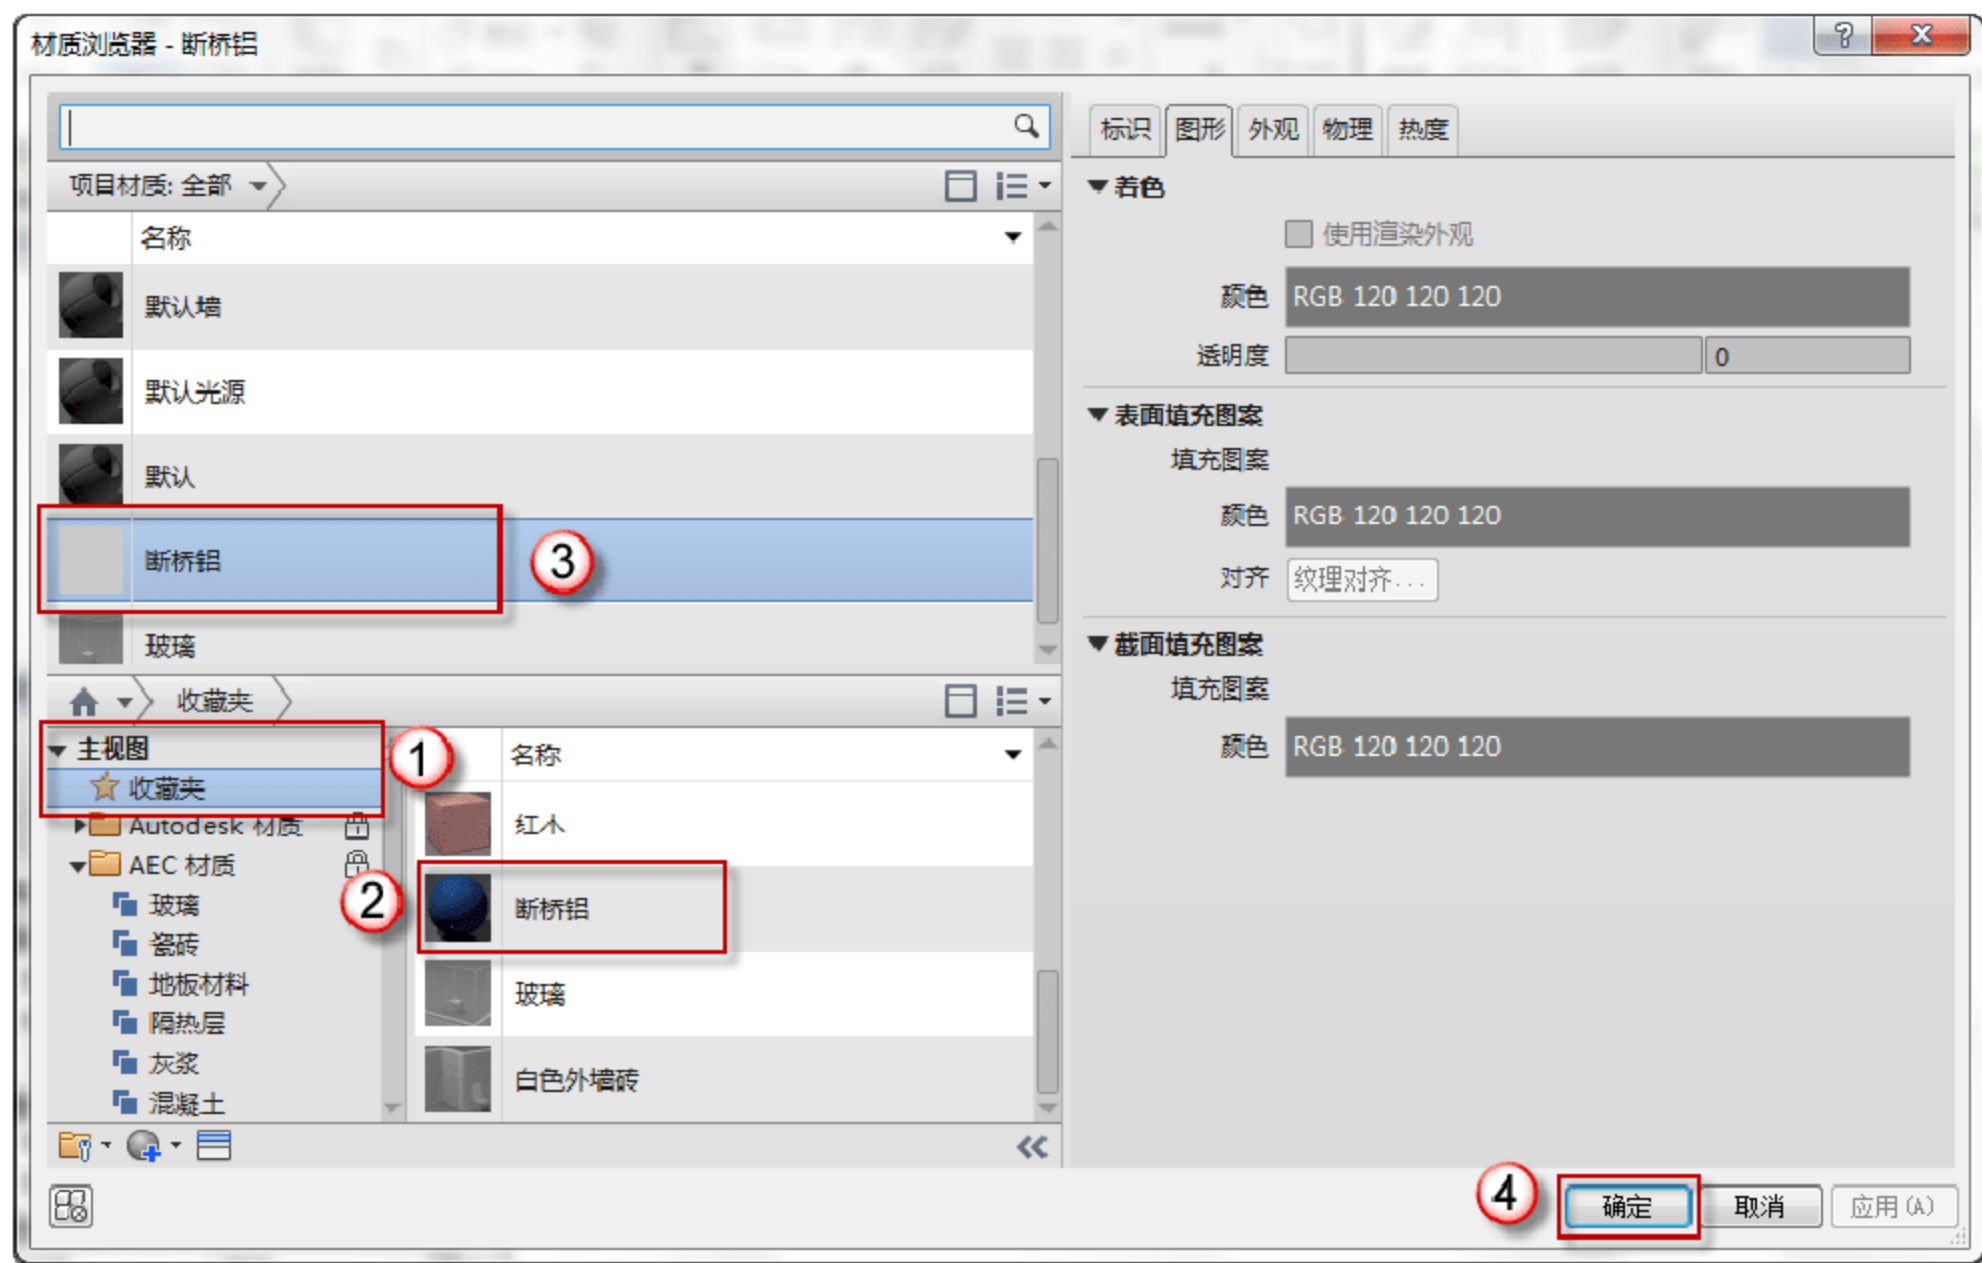 材质浏览器 - 断桥铝
项目材质: 全部
名称
默认墙
默认光源
默认
断桥铝
③
玻璃
收藏夹
主视图
收藏夹
①
Autodesk 材质
AEC 材质
②
玻璃
瓷砖
地板材料
隔热层
灰浆
混凝土
名称
红木
断桥铝
玻璃
白色外墙砖
标识 图形 外观 物理 热度
着色
使用渲染外观
颜色 RGB 120 120 120
透明度 0
表面填充图案
填充图案
颜色 RGB 120 120 120
对齐 纹理对齐...
截面填充图案
填充图案
颜色 RGB 120 120 120
④
确定 取消 应用(A)